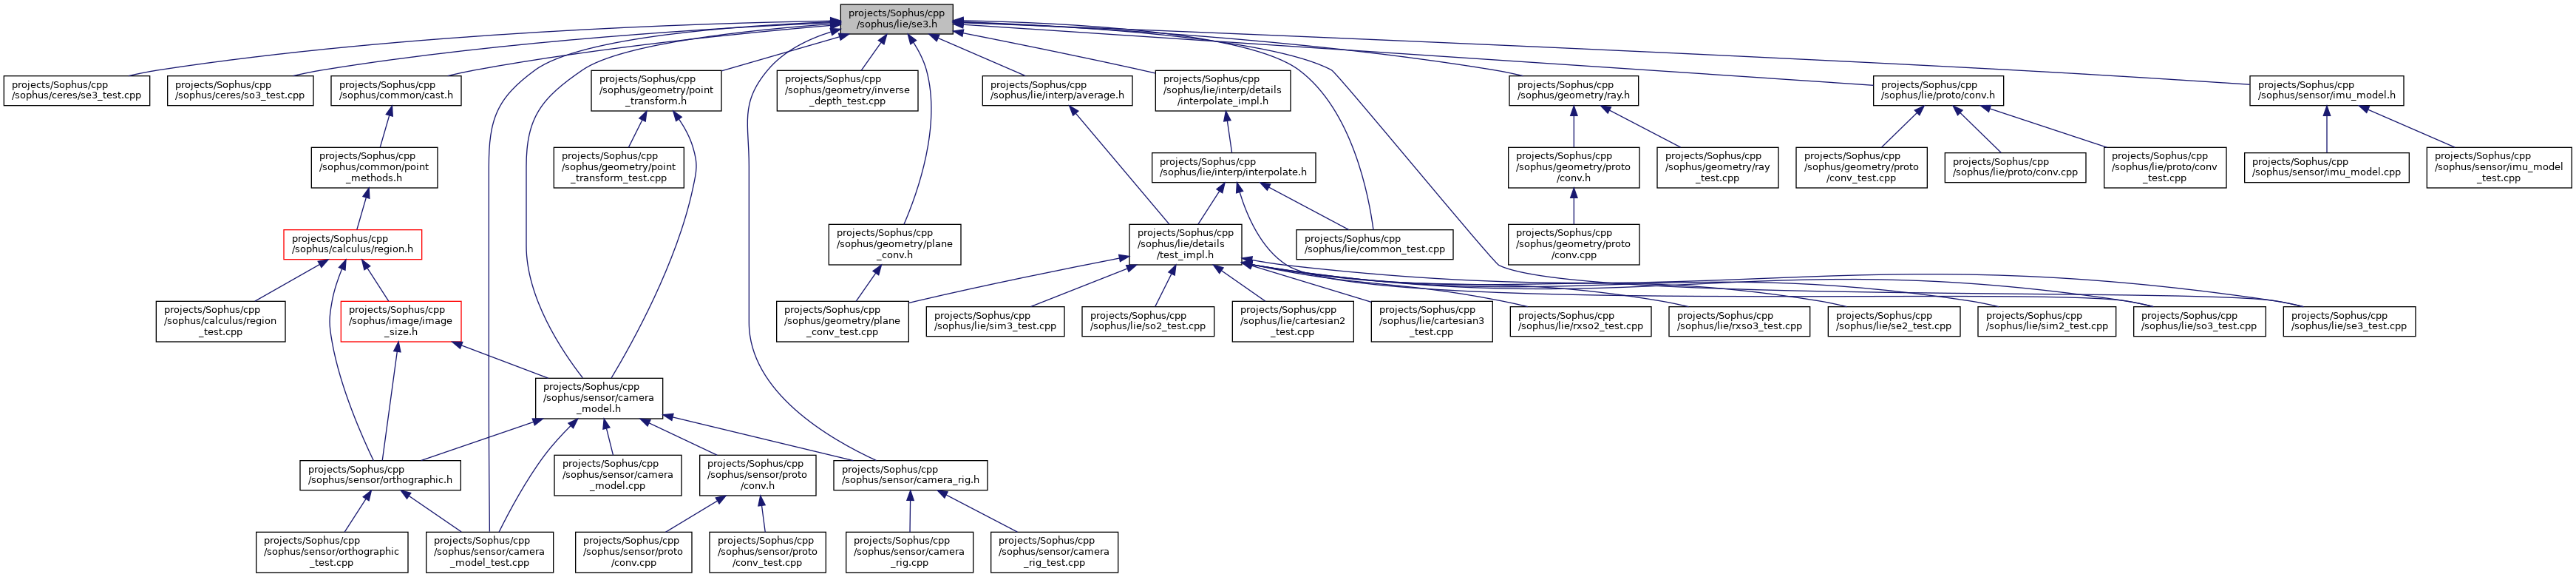 projects/Sophus/cpp
/sophus/lie/se3.h
projects/Sophus/cpp
/sophus/ceres/se3_test.cpp
projects/Sophus/cpp
/sophus/ceres/so3_test.cpp
projects/Sophus/cpp
/sophus/common/cast.h
projects/Sophus/cpp
/sophus/geometry/point
_transform.h
projects/Sophus/cpp
/sophus/geometry/inverse
_depth_test.cpp
projects/Sophus/cpp
/sophus/lie/interp/average.h
projects/Sophus/cpp
/sophus/lie/interp/details
/interpolate_impl.h
projects/Sophus/cpp
/sophus/geometry/ray.h
projects/Sophus/cpp
/sophus/lie/proto/conv.h
projects/Sophus/cpp
/sophus/sensor/imu_model.h
projects/Sophus/cpp
/sophus/common/point
_methods.h
projects/Sophus/cpp
/sophus/geometry/point
_transform_test.cpp
projects/Sophus/cpp
/sophus/lie/interp/interpolate.h
projects/Sophus/cpp
/sophus/geometry/proto
/conv.h
projects/Sophus/cpp
/sophus/geometry/ray
_test.cpp
projects/Sophus/cpp
/sophus/geometry/proto
/conv_test.cpp
projects/Sophus/cpp
/sophus/lie/proto/conv.cpp
projects/Sophus/cpp
/sophus/lie/proto/conv
_test.cpp
projects/Sophus/cpp
/sophus/sensor/imu_model.cpp
projects/Sophus/cpp
/sophus/sensor/imu_model
_test.cpp
projects/Sophus/cpp
/sophus/calculus/region.h
projects/Sophus/cpp
/sophus/geometry/plane
_conv.h
projects/Sophus/cpp
/sophus/lie/details
/test_impl.h
projects/Sophus/cpp
/sophus/lie/common_test.cpp
projects/Sophus/cpp
/sophus/geometry/proto
/conv.cpp
projects/Sophus/cpp
/sophus/calculus/region
_test.cpp
projects/Sophus/cpp
/sophus/image/image
_size.h
projects/Sophus/cpp
/sophus/geometry/plane
_conv_test.cpp
projects/Sophus/cpp
/sophus/lie/sim3_test.cpp
projects/Sophus/cpp
/sophus/lie/so2_test.cpp
projects/Sophus/cpp
/sophus/lie/cartesian2
_test.cpp
projects/Sophus/cpp
/sophus/lie/cartesian3
_test.cpp
projects/Sophus/cpp
/sophus/lie/rxso2_test.cpp
projects/Sophus/cpp
/sophus/lie/rxso3_test.cpp
projects/Sophus/cpp
/sophus/lie/se2_test.cpp
projects/Sophus/cpp
/sophus/lie/sim2_test.cpp
projects/Sophus/cpp
/sophus/lie/so3_test.cpp
projects/Sophus/cpp
/sophus/lie/se3_test.cpp
projects/Sophus/cpp
/sophus/sensor/camera
_model.h
projects/Sophus/cpp
/sophus/sensor/orthographic.h
projects/Sophus/cpp
/sophus/sensor/camera
_model.cpp
projects/Sophus/cpp
/sophus/sensor/proto
/conv.h
projects/Sophus/cpp
/sophus/sensor/camera_rig.h
projects/Sophus/cpp
/sophus/sensor/orthographic
_test.cpp
projects/Sophus/cpp
/sophus/sensor/camera
_model_test.cpp
projects/Sophus/cpp
/sophus/sensor/proto
/conv.cpp
projects/Sophus/cpp
/sophus/sensor/proto
/conv_test.cpp
projects/Sophus/cpp
/sophus/sensor/camera
_rig.cpp
projects/Sophus/cpp
/sophus/sensor/camera
_rig_test.cpp